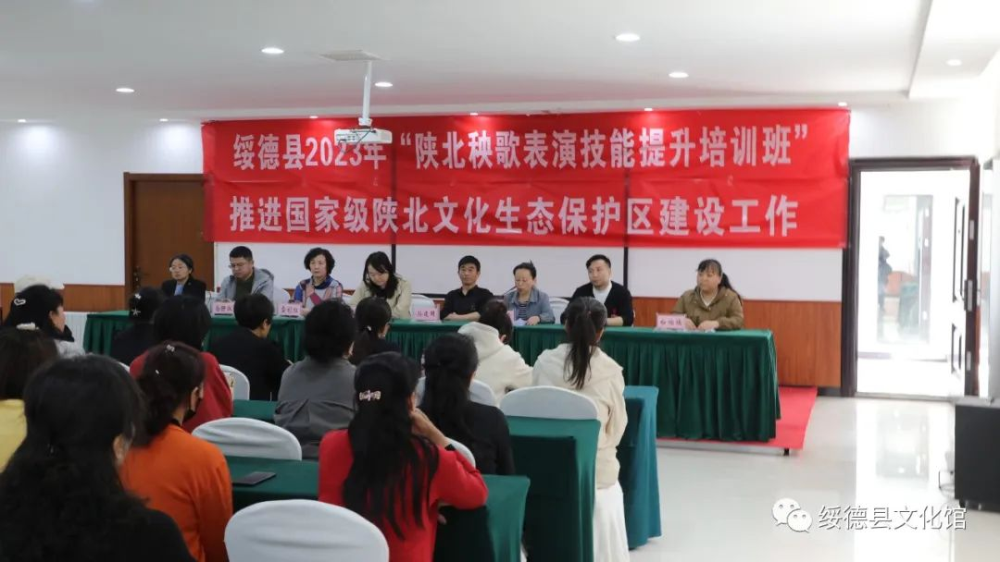 绥德县2023年“陕北秧歌表演技能提升培训班”
推进国家级陕北文化生态保护区建设工作
绥德县文化馆